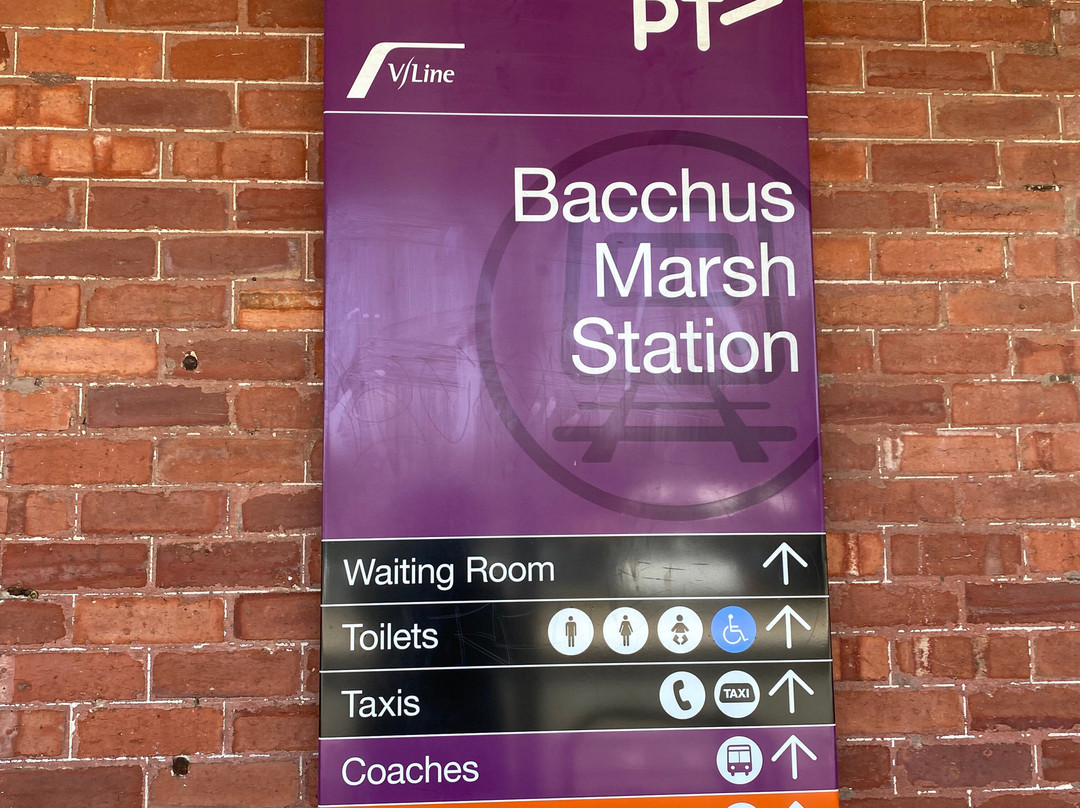 PT
V/Line
Bacchus
Marsh
Station
Waiting Room
Toilets
Taxis
TAXI
Coaches